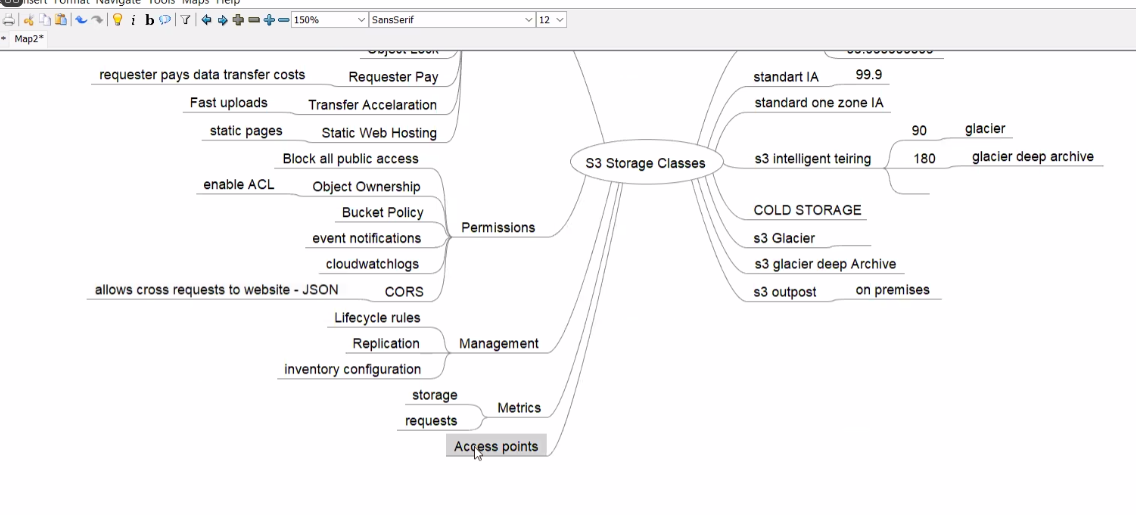 Insert Format Navigate Tools Maps Help
150% SansSerif 12
Map2*
Object Lock
requester pays data transfer costs Requester Pay
Fast uploads Transfer Accelaration
static pages Static Web Hosting
Block all public access
enable ACL Object Ownership
Bucket Policy
event notifications
cloudwatchlogs
allows cross requests to website - JSON CORS
Permissions
Lifecycle rules
Replication
inventory configuration
Management
storage
requests
Metrics
Access points
S3 Storage Classes
standart IA 99.9
standard one zone IA
s3 intelligent teiring
90 glacier
180 glacier deep archive
COLD STORAGE
s3 Glacier
s3 glacier deep Archive
s3 outpost on premises